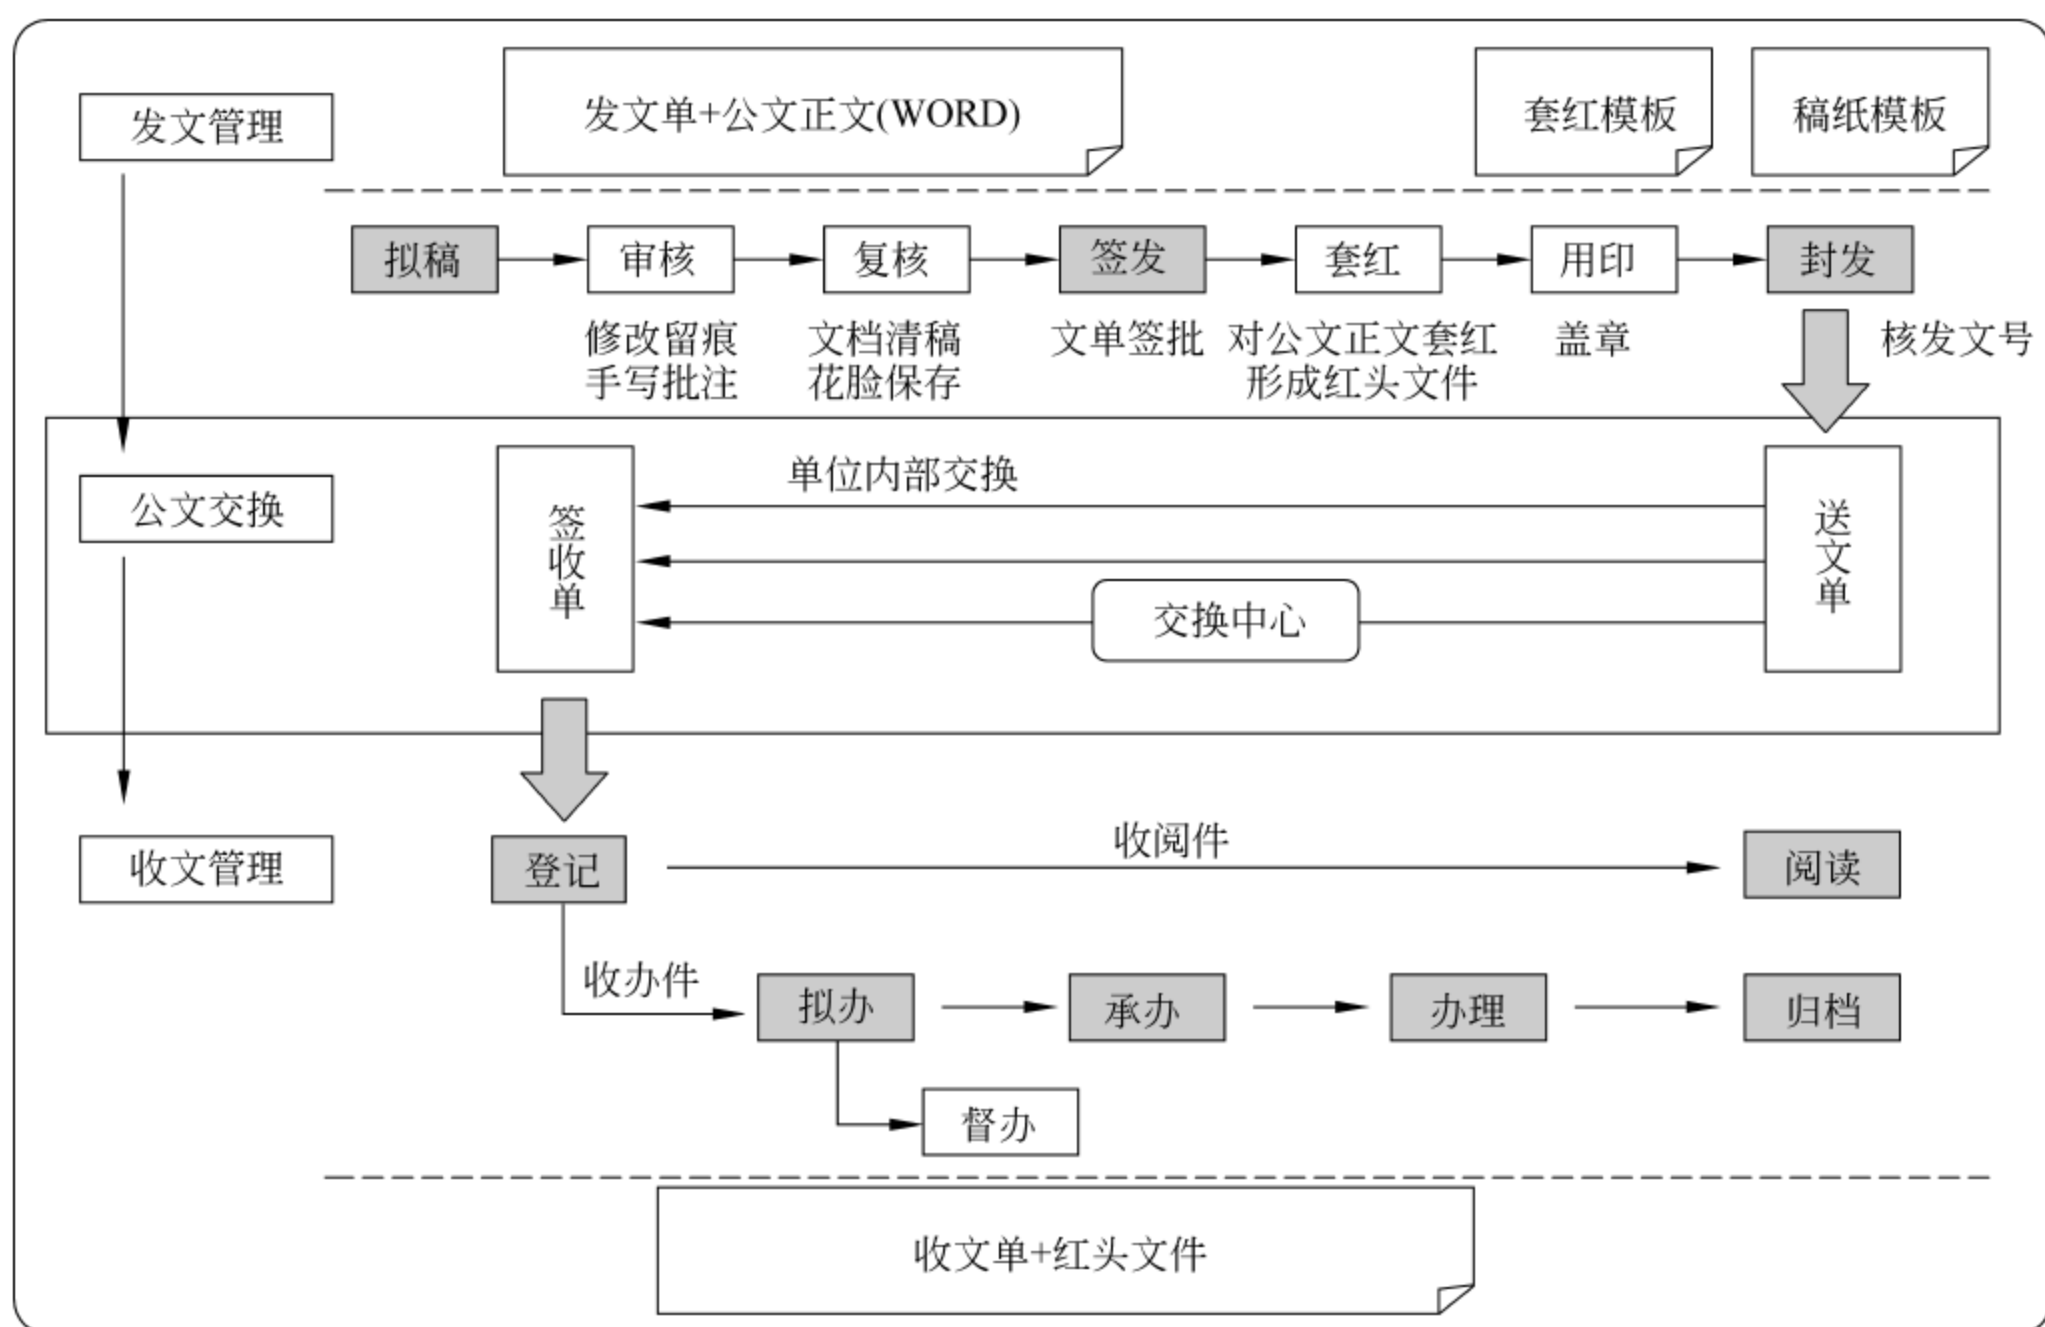 发文管理
发文单+公文正文(WORD)
套红模板
稿纸模板
拟稿
审核
复核
签发
套红
用印
封发
修改留痕
手写批注
文档清稿
花脸保存
文单签批
对公文正文套红
形成红头文件
盖章
核发文号
公文交换
签收单
单位内部交换
交换中心
送文单
收文管理
登记
收阅件
阅读
收办件
拟办
承办
办理
归档
督办
收文单+红头文件